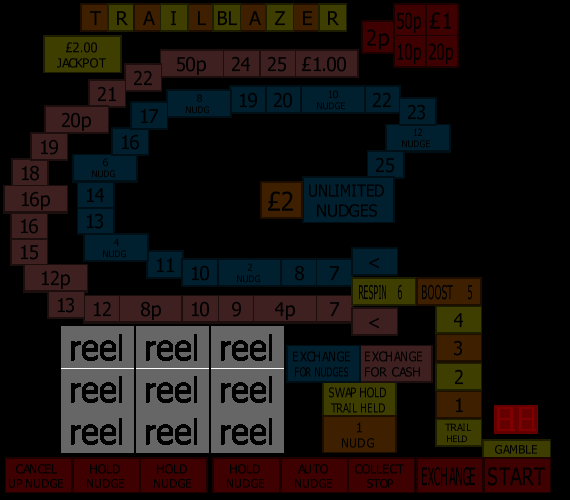 TRAILBLAZER
£2.00
JACKPOT
2p
50p £1
10p 20p
22 50p 24 25 £1.00
21
20p
19
18
16p
16
15
12p
13 12 8p 10 9 4p 7 <
17 8 NUDG 19 20 10 NUDGE 22 23
16
12
NUDGE
25
6
NUDG
14
13
4
NUDG
11 10 2 NUDG 8 7 <
£2
UNLIMITED
NUDGES
RESPIN 6 BOOST 5
4
3
2
1
TRAIL
HELD
reel reel reel
reel reel reel
reel reel reel
EXCHANGE
FOR NUDGES
EXCHANGE
FOR CASH
SWAP HOLD
TRAIL HELD
1
NUDG
88
GAMBLE
CANCEL
UP NUDGE
HOLD
NUDGE
HOLD
NUDGE
HOLD
NUDGE
AUTO
NUDGE
COLLECT
STOP
EXCHANGE
START